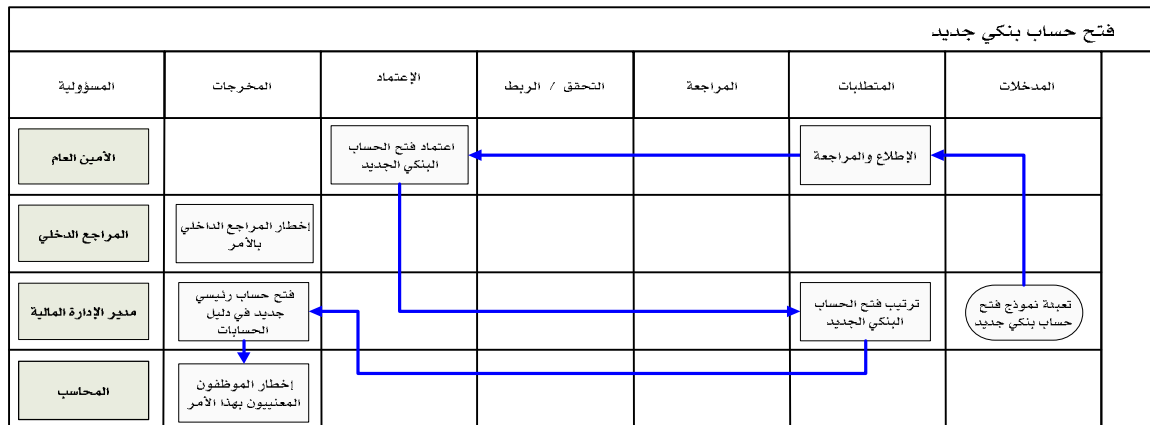 فتح حساب بنكي جديد
المدخلات
المتطلبات
المراجعة
التحقق / الربط
الإعتماد
المخرجات
المسؤولية
الإطلاع والمراجعة
اعتماد فتح الحساب
البنكي الجديد
الأمين العام
إخطار المراجع الداخلي
بالأمر
المراجع الدخلي
تعبئة نموذج فتح
حساب بنكي جديد
ترتيب فتح الحساب
البنكي الجديد
فتح حساب رئيسي
جديد في دليل
الحسابات
مدير الإدارة المالية
إخطار الموظفون
المعنييون بهذا الأمر
المحاسب